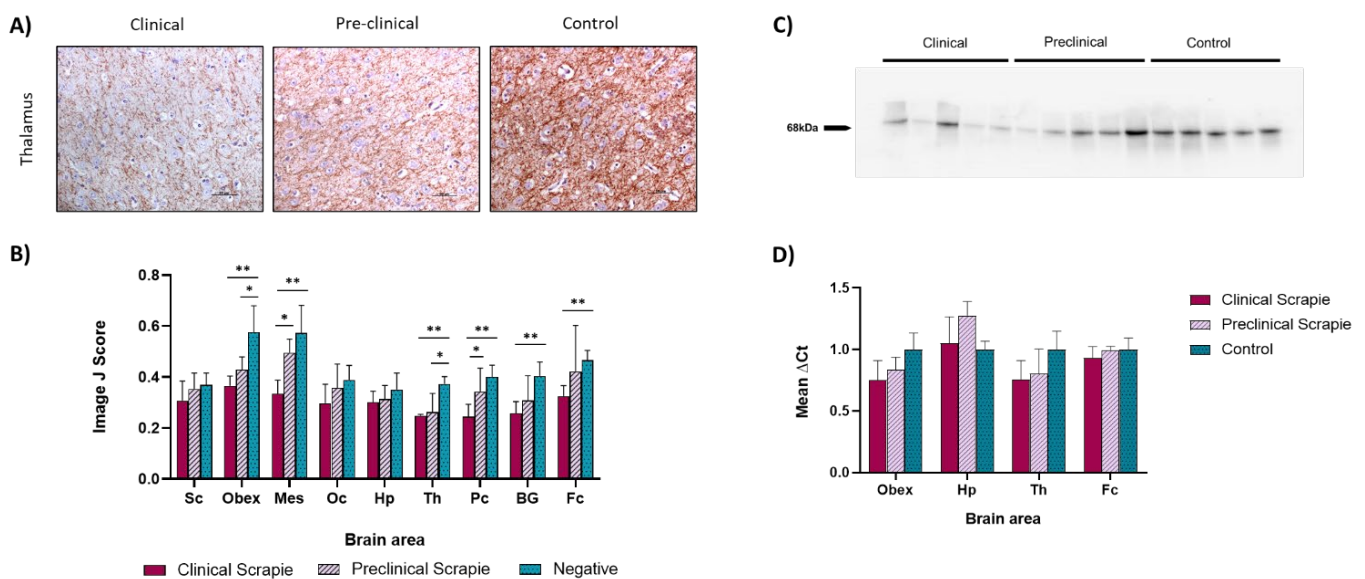 A)
Clinical
Pre-clinical
Control
Thalamus
B)
Image J Score
0.8
0.6
0.4
0.2
0.0
**
*
*
**
**
*
**
*
**
**
Sc Obex Mes Oc Hp Th Pc BG Fc
Brain area
Clinical Scrapie Preclinical Scrapie Negative
C)
Clinical Preclinical Control
68kDa
D)
Mean ΔCt
1.5
1.0
0.5
0.0
Obex Hp Th Fc
Brain area
Clinical Scrapie
Preclinical Scrapie
Control